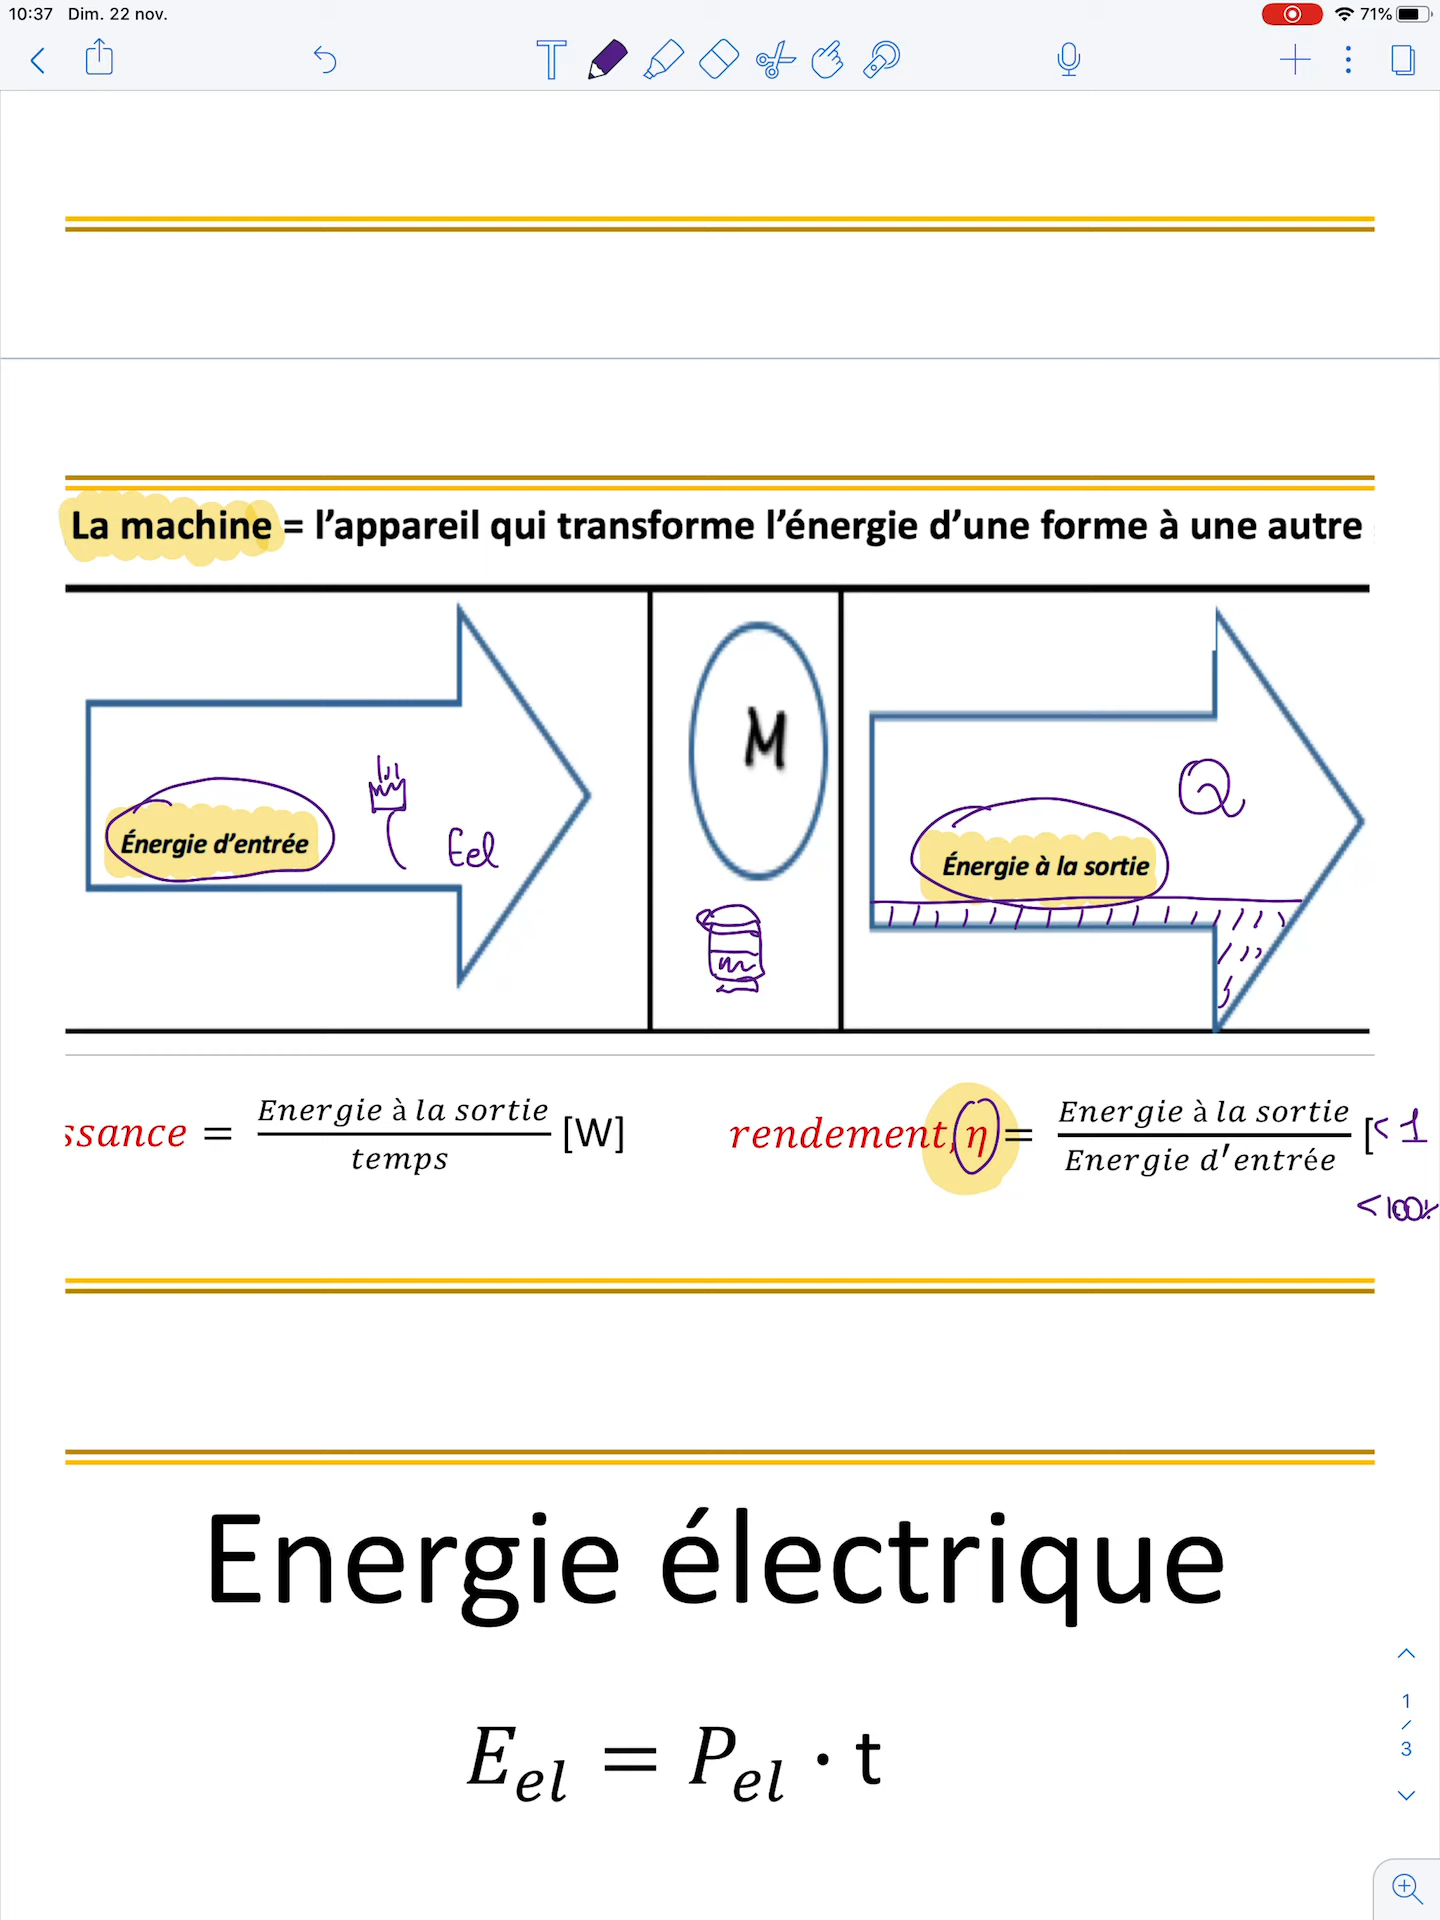 10:37 Dim. 22 nov. 71%
La machine = l'appareil qui transforme l'énergie d'une forme à une autre
M
Énergie d'entrée
Eel
Q
Énergie à la sortie
ssance = Energie à la sortie / temps [W]
rendement, η = Energie à la sortie / Energie d'entrée [< 1
< 100%
Energie électrique
E_el = P_el · t
1 / 3